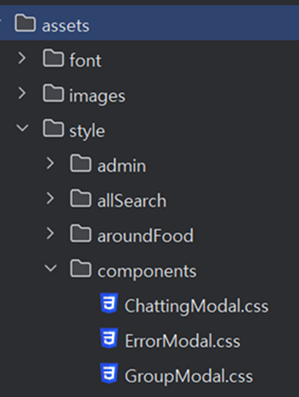 assets
font
images
style
admin
allSearch
aroundFood
components
ChattingModal.css
ErrorModal.css
GroupModal.css